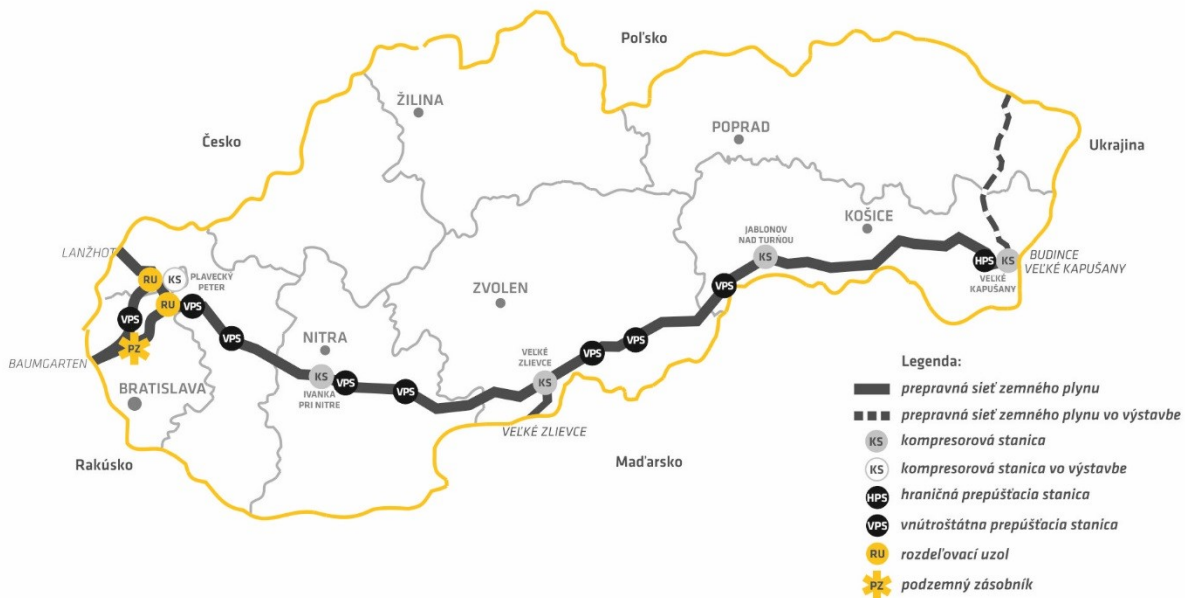 Poľsko
ŽILINA
Česko
POPRAD
Ukrajina
KOŠICE
JABLONOV
NAD TURŇOU
KS
LANŽHOT
RU
KS
PLAVECKÝ
PETER
HPS
KS
BUDINCE
VEĽKÉ KAPUŠANY
VEĽKÉ
KAPUŠANY
ZVOLEN
VPS
RU
VPS
VPS
VPS
NITRA
VPS
VPS
VPS
PZ
BAUMGARTEN
VEĽKÉ
ZLIEVCE
KS
KS
VPS
VPS
IVANKA
PRI NITRE
BRATISLAVA
VEĽKÉ ZLIEVCE
Rakúsko
Maďarsko
Legenda:
prepravná sieť zemného plynu
prepravná sieť zemného plynu vo výstavbe
KS kompresorová stanica
KS kompresorová stanica vo výstavbe
HPS hraničná prepúšťacia stanica
VPS vnútroštátna prepúšťacia stanica
RU rozdeľovací uzol
PZ podzemný zásobník